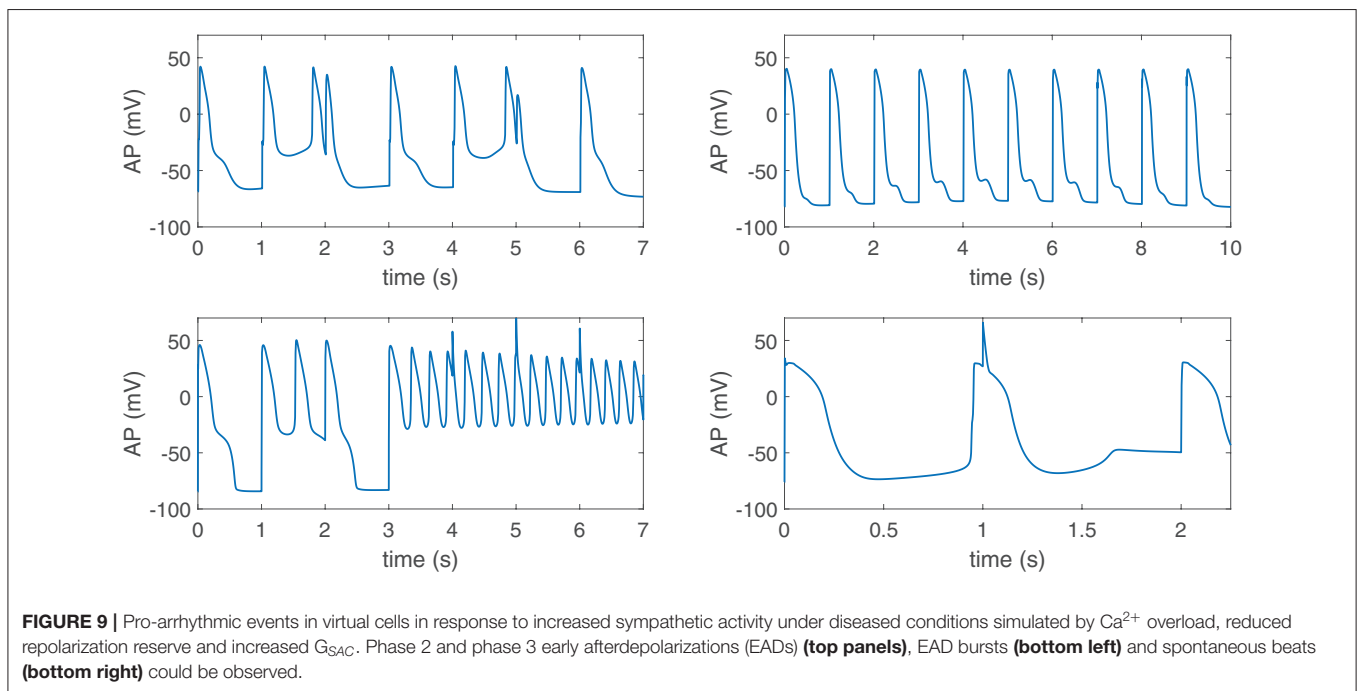 50
0
-50
-100
AP (mV)
0 1 2 3 4 5 6 7
time (s)
50
0
-50
-100
AP (mV)
0 2 4 6 8 10
time (s)
50
0
-50
-100
AP (mV)
0 1 2 3 4 5 6 7
time (s)
50
0
-50
-100
AP (mV)
0 0.5 1 1.5 2
time (s)
FIGURE 9 | Pro-arrhythmic events in virtual cells in response to increased sympathetic activity under diseased conditions simulated by Ca²⁺ overload, reduced
repolarization reserve and increased G_SAC. Phase 2 and phase 3 early afterdepolarizations (EADs) (top panels), EAD bursts (bottom left) and spontaneous beats
(bottom right) could be observed.